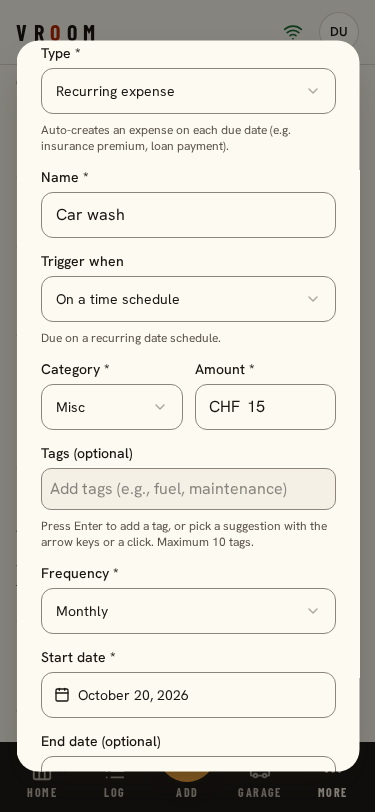 VROOM
DU
Type *
Recurring expense
Auto-creates an expense on each due date (e.g.
insurance premium, loan payment).
Name *
Car wash
Trigger when
On a time schedule
Due on a recurring date schedule.
Category *
Amount *
Misc
CHF 15
Tags (optional)
Add tags (e.g., fuel, maintenance)
Press Enter to add a tag, or pick a suggestion with the
arrow keys or a click. Maximum 10 tags.
Frequency *
Monthly
Start date *
October 20, 2026
End date (optional)
HOME
LOG
ADD
GARAGE
MORE